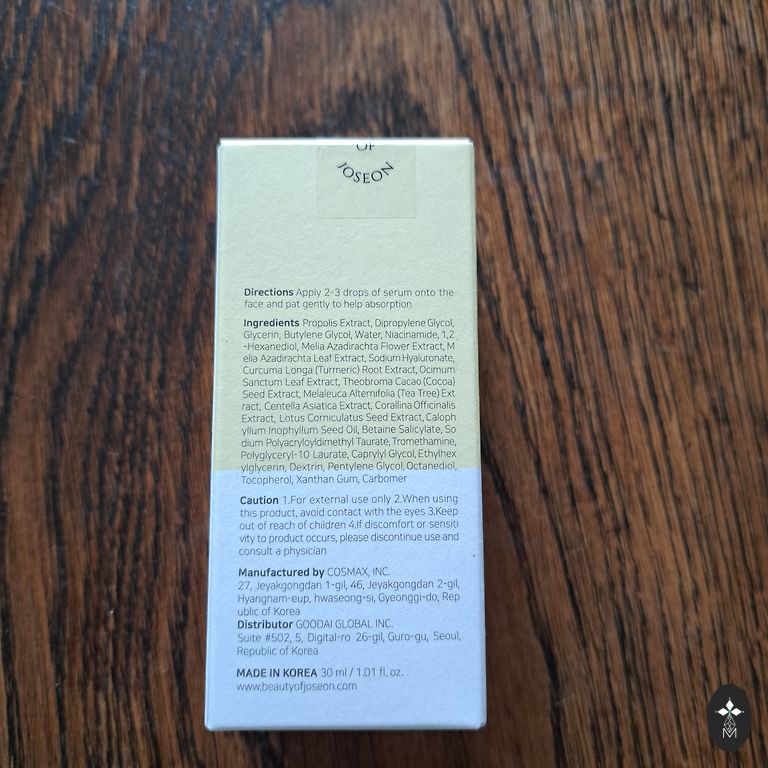 OF
JOSEON
Directions Apply 2-3 drops of serum onto the
face and pat gently to help absorption
Ingredients Propolis Extract, Dipropylene Glycol,
Glycerin, Butylene Glycol, Water, Niacinamide, 1,2
-Hexanediol, Melia Azadirachta Flower Extract, M
elia Azadirachta Leaf Extract, Sodium Hyaluronate,
Curcuma Longa (Turmeric) Root Extract, Ocimum
Sanctum Leaf Extract, Theobroma Cacao (Cocoa)
Seed Extract, Melaleuca Alternifolia (Tea Tree) Ext
ract, Centella Asiatica Extract, Corallina Officinalis
Extract, Lotus Corniculatus Seed Extract, Caloph
yllum Inophyllum Seed Oil, Betaine Salicylate, So
dium Polyacryloyldimethyl Taurate, Tromethamine,
Polyglyceryl-10 Laurate, Caprylyl Glycol, Ethylhex
ylglycerin, Dextrin, Pentylene Glycol, Octanediol,
Tocopherol, Xanthan Gum, Carbomer
Caution 1.For external use only 2.When using
this product, avoid contact with the eyes 3.Keep
out of reach of children 4.If discomfort or sensiti
vity to product occurs, please discontinue use and
consult a physician
Manufactured by COSMAX, INC.
27, Jeyakgongdan 1-gil, 46, Jeyakgongdan 2-gil,
Hyangnam-eup, hwaseong-si, Gyeonggi-do, Rep
ublic of Korea
Distributor GOODAI GLOBAL INC.
Suite #502, 5, Digital-ro 26-gil, Guro-gu, Seoul,
Republic of Korea
MADE IN KOREA 30 ml / 1.01 fl. oz.
www.beautyofjoseon.com
M